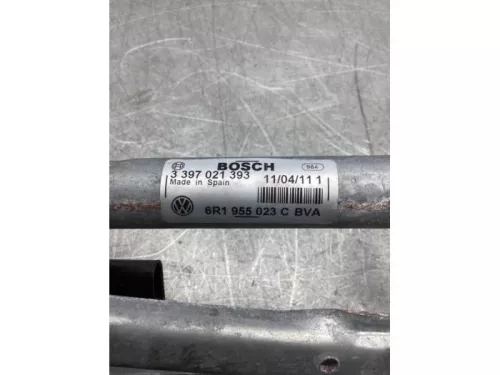 BOSCH 984
3 397 021 393 11/04/11 1
Made in Spain
6R1 955 023 C BVA